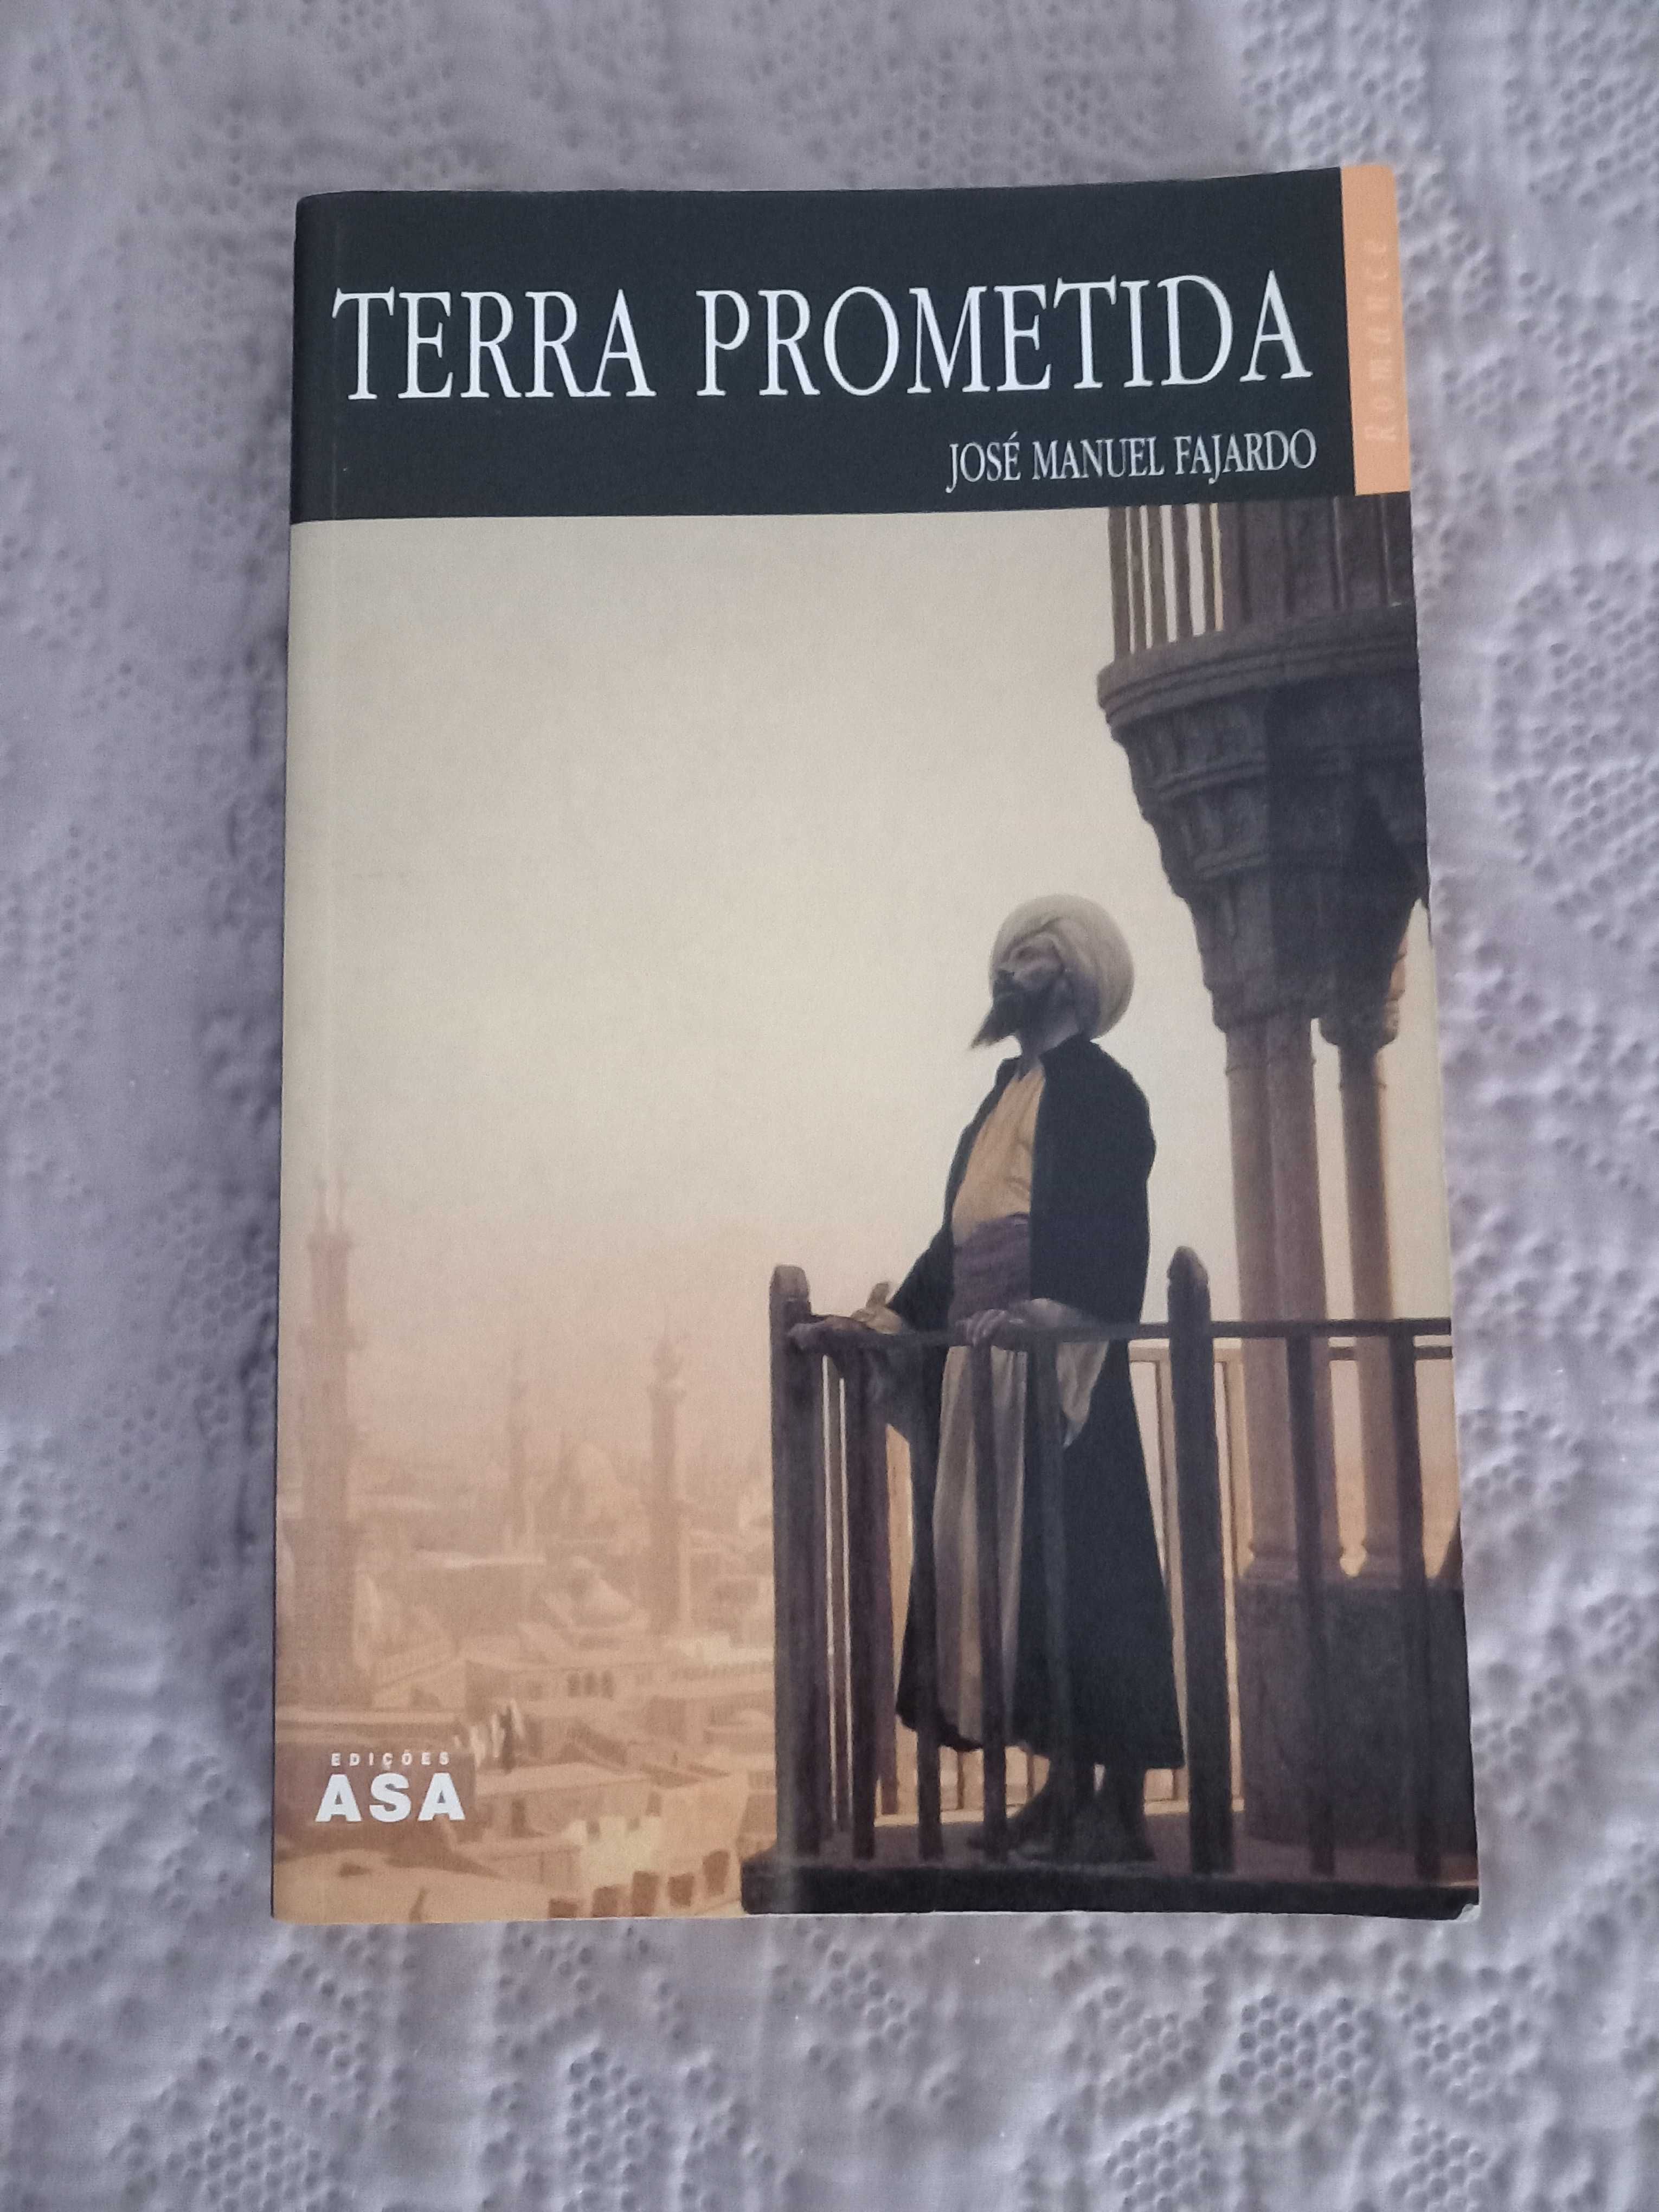 TERRA PROMETIDA
JOSÉ MANUEL FAJARDO
Romance
EDIÇÕES
ASA